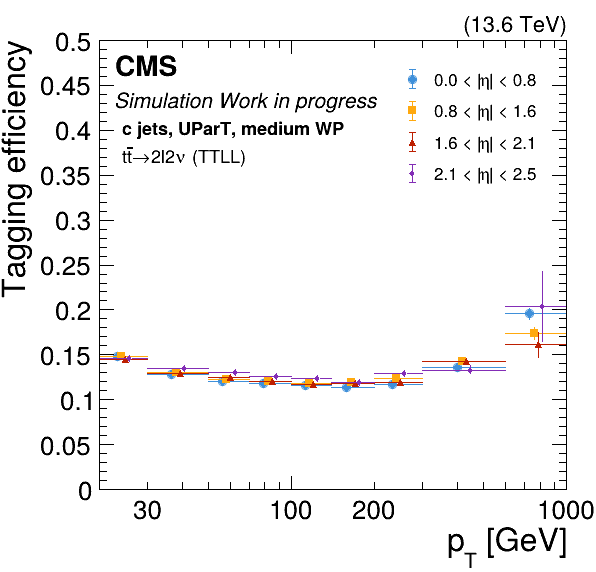 (13.6 TeV)
CMS
Simulation Work in progress
c jets, UParT, medium WP
tt̄→2l2ν (TTLL)
0.0 < |η| < 0.8
0.8 < |η| < 1.6
1.6 < |η| < 2.1
2.1 < |η| < 2.5
Tagging efficiency
0.5
0.45
0.4
0.35
0.3
0.25
0.2
0.15
0.1
0.05
0
30 100 200 1000
p_T [GeV]